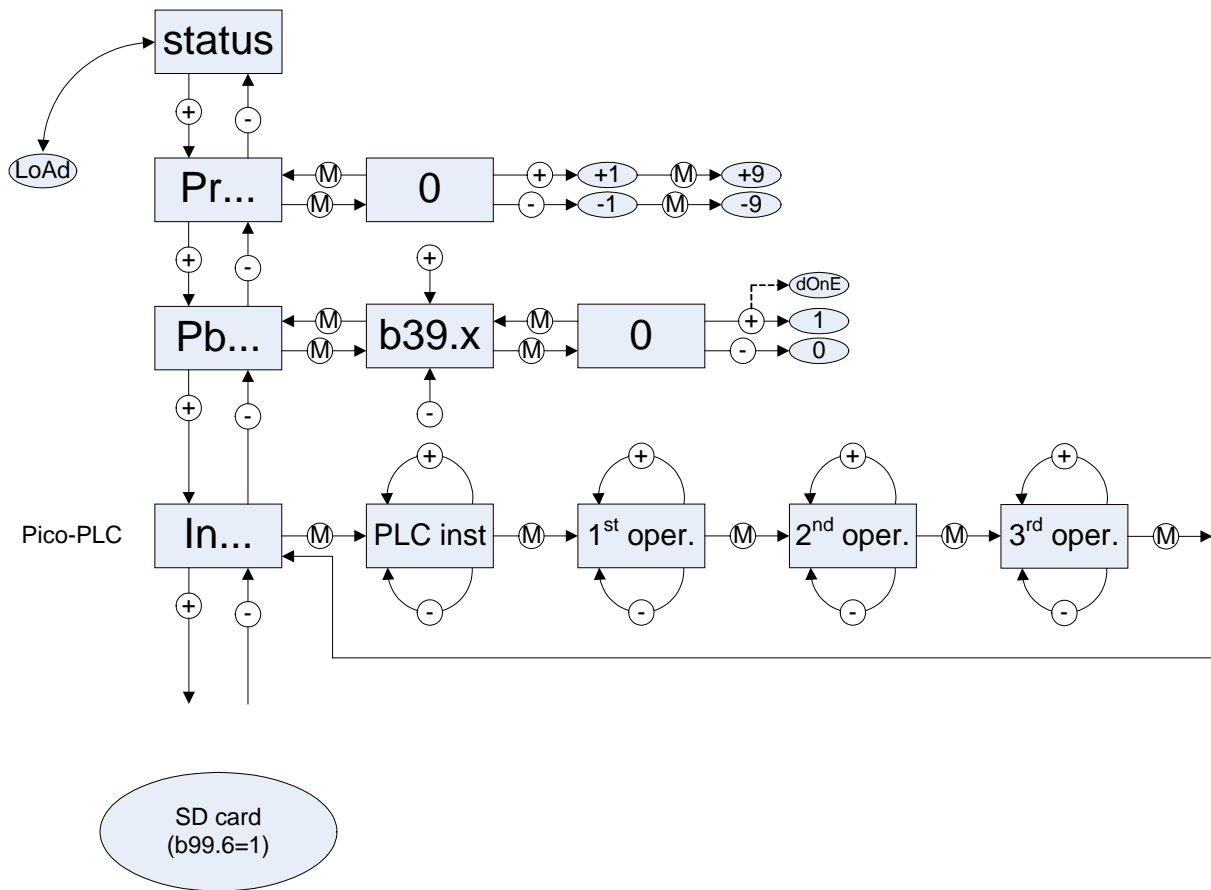 status
+
-
LoAd
Pr...
M
M
0
+
-
+1
-1
M
M
+9
-9
+
-
+
dOnE
Pb...
M
M
b39.x
M
M
0
+
-
1
0
-
+
-
+
+
+
+
Pico-PLC
In...
M
PLC inst
M
1st oper.
M
2nd oper.
M
3rd oper.
M
+
-
-
-
-
-
SD card
(b99.6=1)